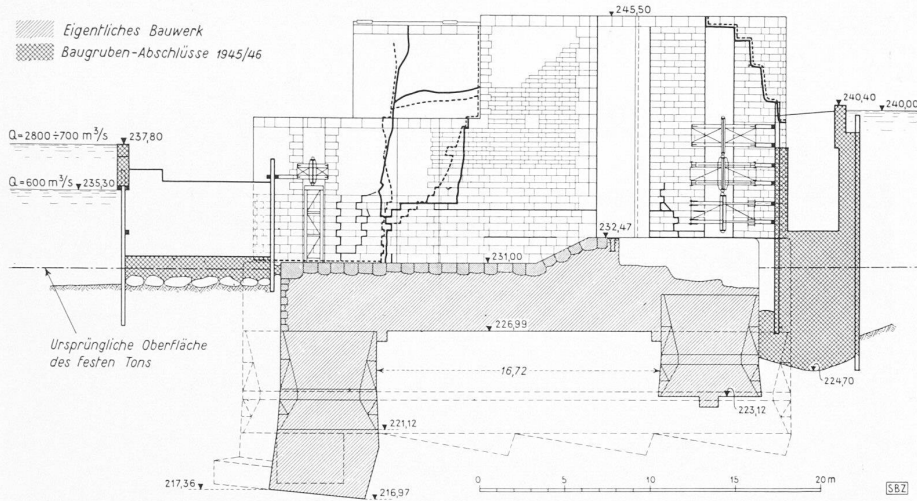 Eigentliches Bauwerk
Baugruben-Abschlüsse 1945/46
245,50
240,40
240,00
Q=2800÷700 m³/s
237,80
Q=600 m³/s
235,30
232,47
231,00
226,99
Ursprüngliche Oberfläche
des festen Tons
16,72
224,70
223,12
221,12
217,36
216,97
0 5 10 15 20 m
SBZ